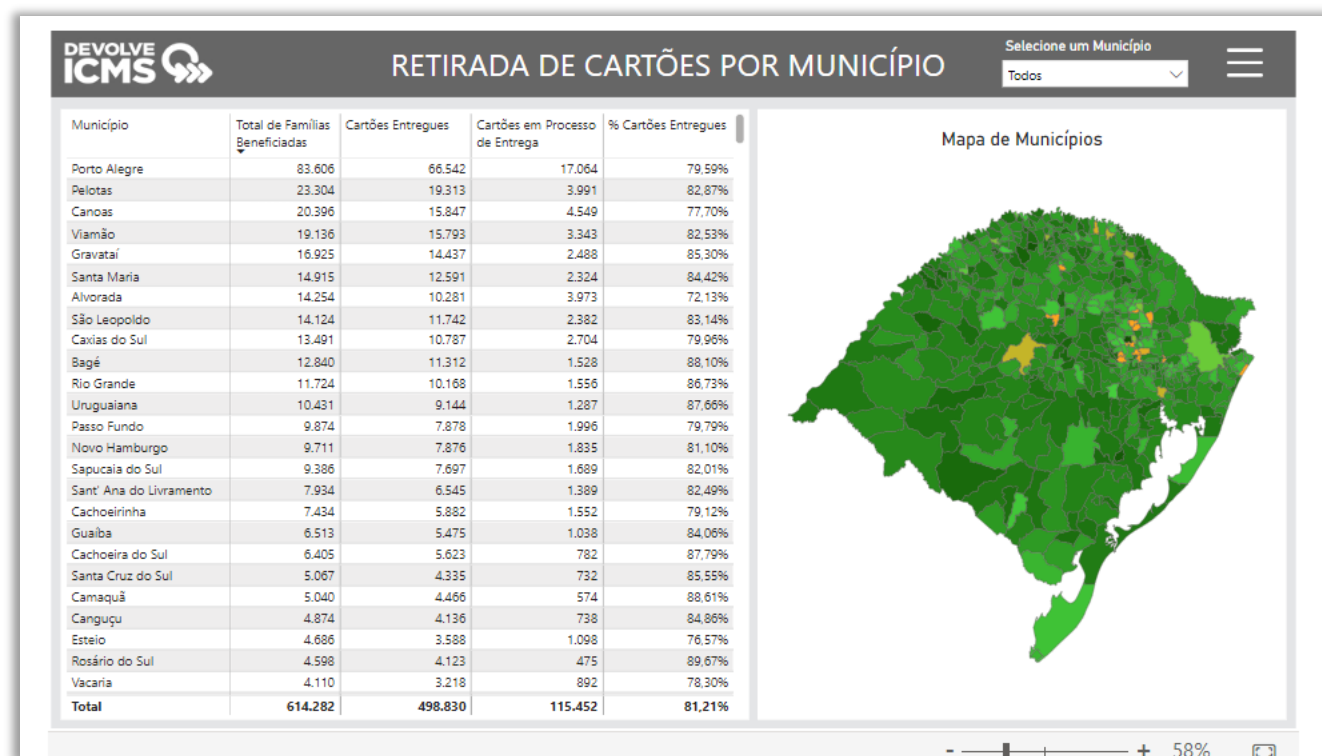 DEVOLVE
ICMS
RETIRADA DE CARTÕES POR MUNICÍPIO
Selecione um Município
Todos
Município Total de Famílias Beneficiadas Cartões Entregues Cartões em Processo de Entrega % Cartões Entregues
Porto Alegre 83.606 66.542 17.064 79,59%
Pelotas 23.304 19.313 3.991 82,87%
Canoas 20.396 15.847 4.549 77,70%
Viamão 19.136 15.793 3.343 82,53%
Gravataí 16.925 14.437 2.488 85,30%
Santa Maria 14.915 12.591 2.324 84,42%
Alvorada 14.254 10.281 3.973 72,13%
São Leopoldo 14.124 11.742 2.382 83,14%
Caxias do Sul 13.491 10.787 2.704 79,96%
Bagé 12.840 11.312 1.528 88,10%
Rio Grande 11.724 10.168 1.556 86,73%
Uruguaiana 10.431 9.144 1.287 87,66%
Passo Fundo 9.874 7.878 1.996 79,79%
Novo Hamburgo 9.711 7.876 1.835 81,10%
Sapucaia do Sul 9.386 7.697 1.689 82,01%
Sant' Ana do Livramento 7.934 6.545 1.389 82,49%
Cachoeirinha 7.434 5.882 1.552 79,12%
Guaíba 6.513 5.475 1.038 84,06%
Cachoeira do Sul 6.405 5.623 782 87,79%
Santa Cruz do Sul 5.067 4.335 732 85,55%
Camaquã 5.040 4.466 574 88,61%
Canguçu 4.874 4.136 738 84,86%
Esteio 4.686 3.588 1.098 76,57%
Rosário do Sul 4.598 4.123 475 89,67%
Vacaria 4.110 3.218 892 78,30%
Total 614.282 498.830 115.452 81,21%
Mapa de Municípios
- + 58%